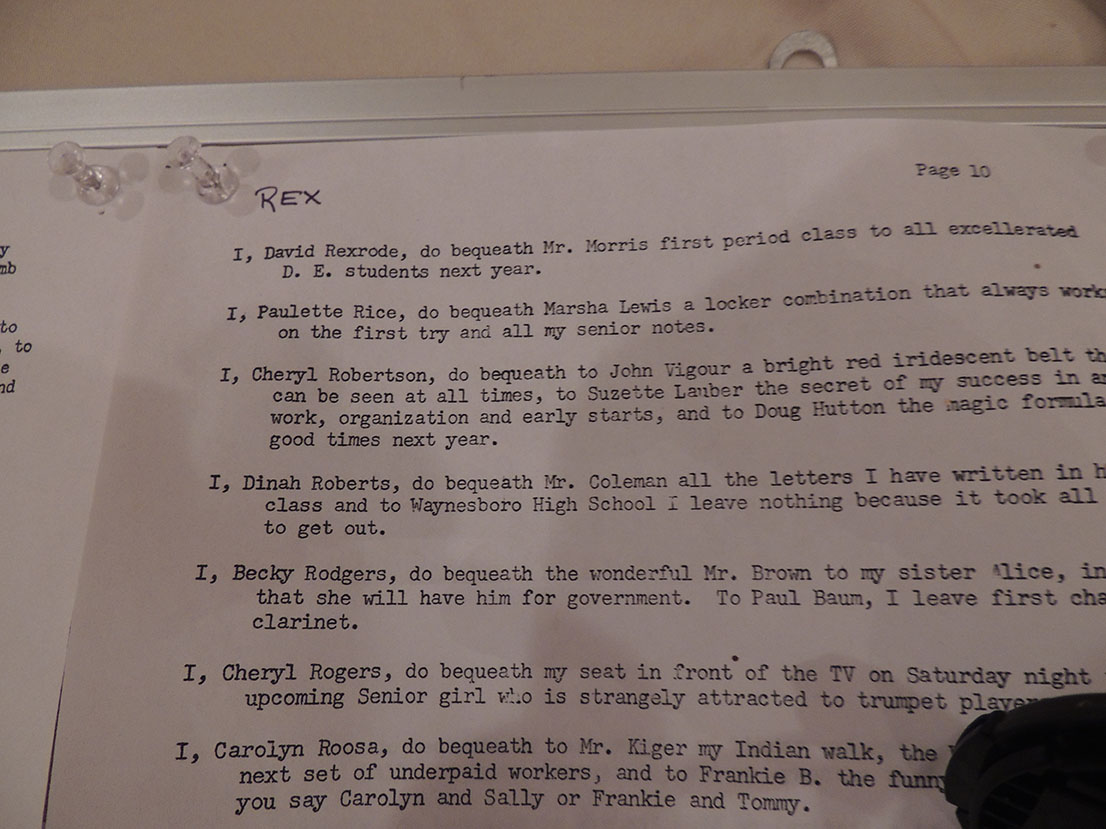 y
mb
to
, to
e
nd
Page 10
REX
I, David Rexrode, do bequeath Mr. Morris first period class to all excellerated
D. E. students next year.
I, Paulette Rice, do bequeath Marsha Lewis a locker combination that always work
on the first try and all my senior notes.
I, Cheryl Robertson, do bequeath to John Vigour a bright red iridescent belt th
can be seen at all times, to Suzette Lauber the secret of my success in a
work, organization and early starts, and to Doug Hutton the magic formula
good times next year.
I, Dinah Roberts, do bequeath Mr. Coleman all the letters I have written in h
class and to Waynesboro High School I leave nothing because it took all
to get out.
I, Becky Rodgers, do bequeath the wonderful Mr. Brown to my sister Alice, in
that she will have him for government. To Paul Baum, I leave first cha
clarinet.
I, Cheryl Rogers, do bequeath my seat in front of the TV on Saturday night
upcoming Senior girl who is strangely attracted to trumpet player
I, Carolyn Roosa, do bequeath to Mr. Kiger my Indian walk, the
next set of underpaid workers, and to Frankie B. the funny
you say Carolyn and Sally or Frankie and Tommy.